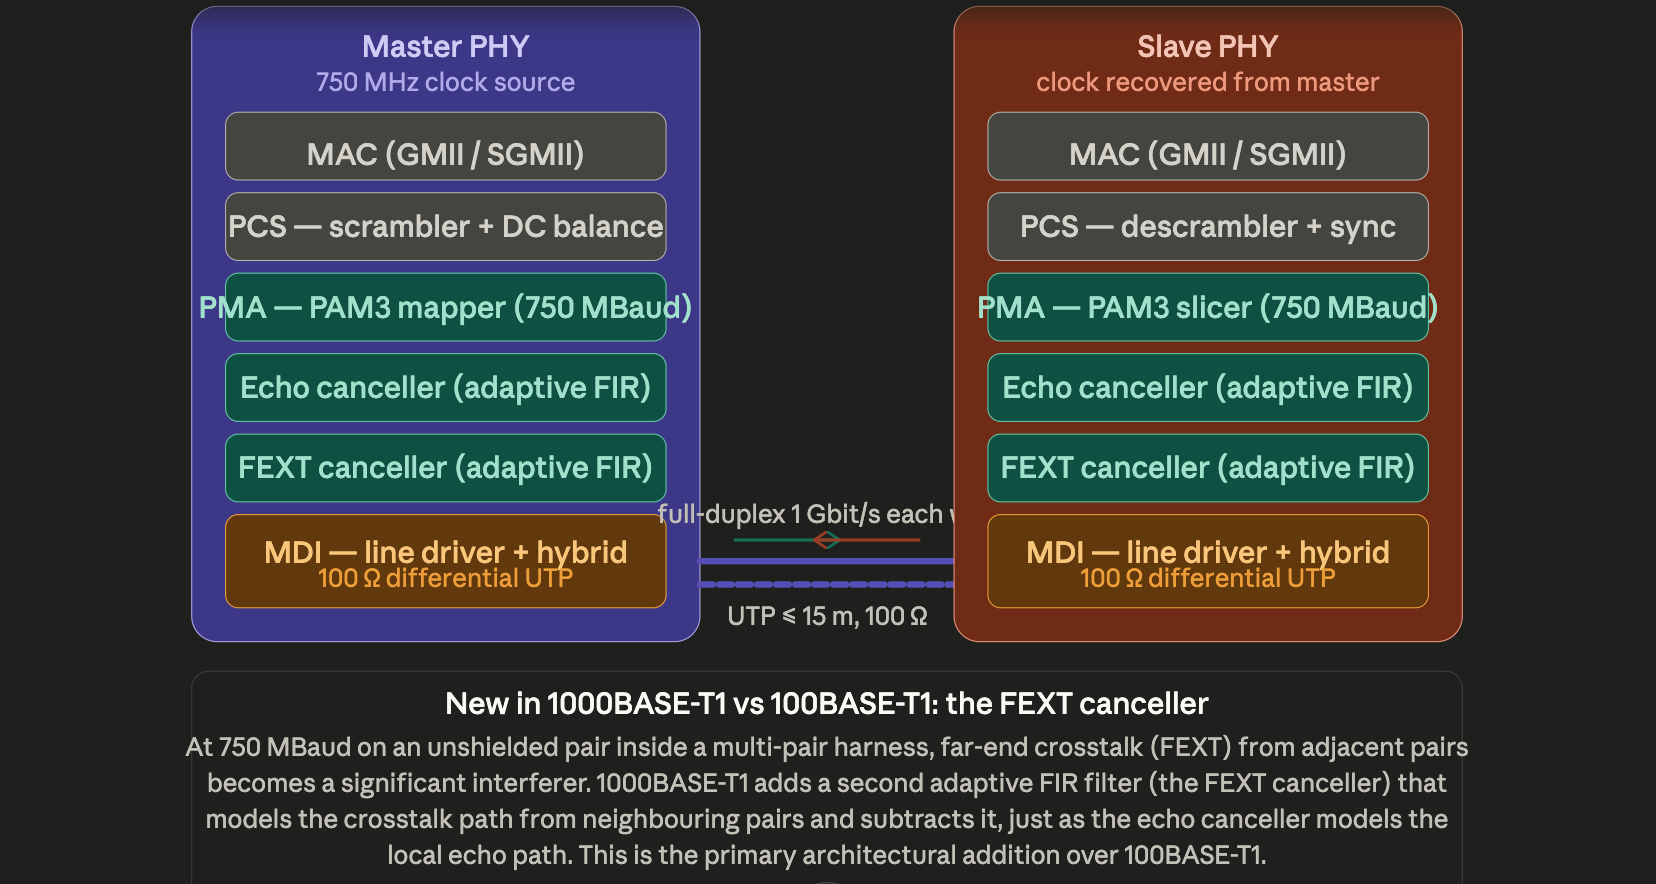 Master PHY
750 MHz clock source
MAC (GMII / SGMII)
PCS — scrambler + DC balance
PMA — PAM3 mapper (750 MBaud)
Echo canceller (adaptive FIR)
FEXT canceller (adaptive FIR)
MDI — line driver + hybrid
100 Ω differential UTP
full-duplex 1 Gbit/s each
UTP ≤ 15 m, 100 Ω
Slave PHY
clock recovered from master
MAC (GMII / SGMII)
PCS — descrambler + sync
PMA — PAM3 slicer (750 MBaud)
Echo canceller (adaptive FIR)
FEXT canceller (adaptive FIR)
MDI — line driver + hybrid
100 Ω differential UTP
New in 1000BASE-T1 vs 100BASE-T1: the FEXT canceller
At 750 MBaud on an unshielded pair inside a multi-pair harness, far-end crosstalk (FEXT) from adjacent pairs
becomes a significant interferer. 1000BASE-T1 adds a second adaptive FIR filter (the FEXT canceller) that
models the crosstalk path from neighbouring pairs and subtracts it, just as the echo canceller models the
local echo path. This is the primary architectural addition over 100BASE-T1.